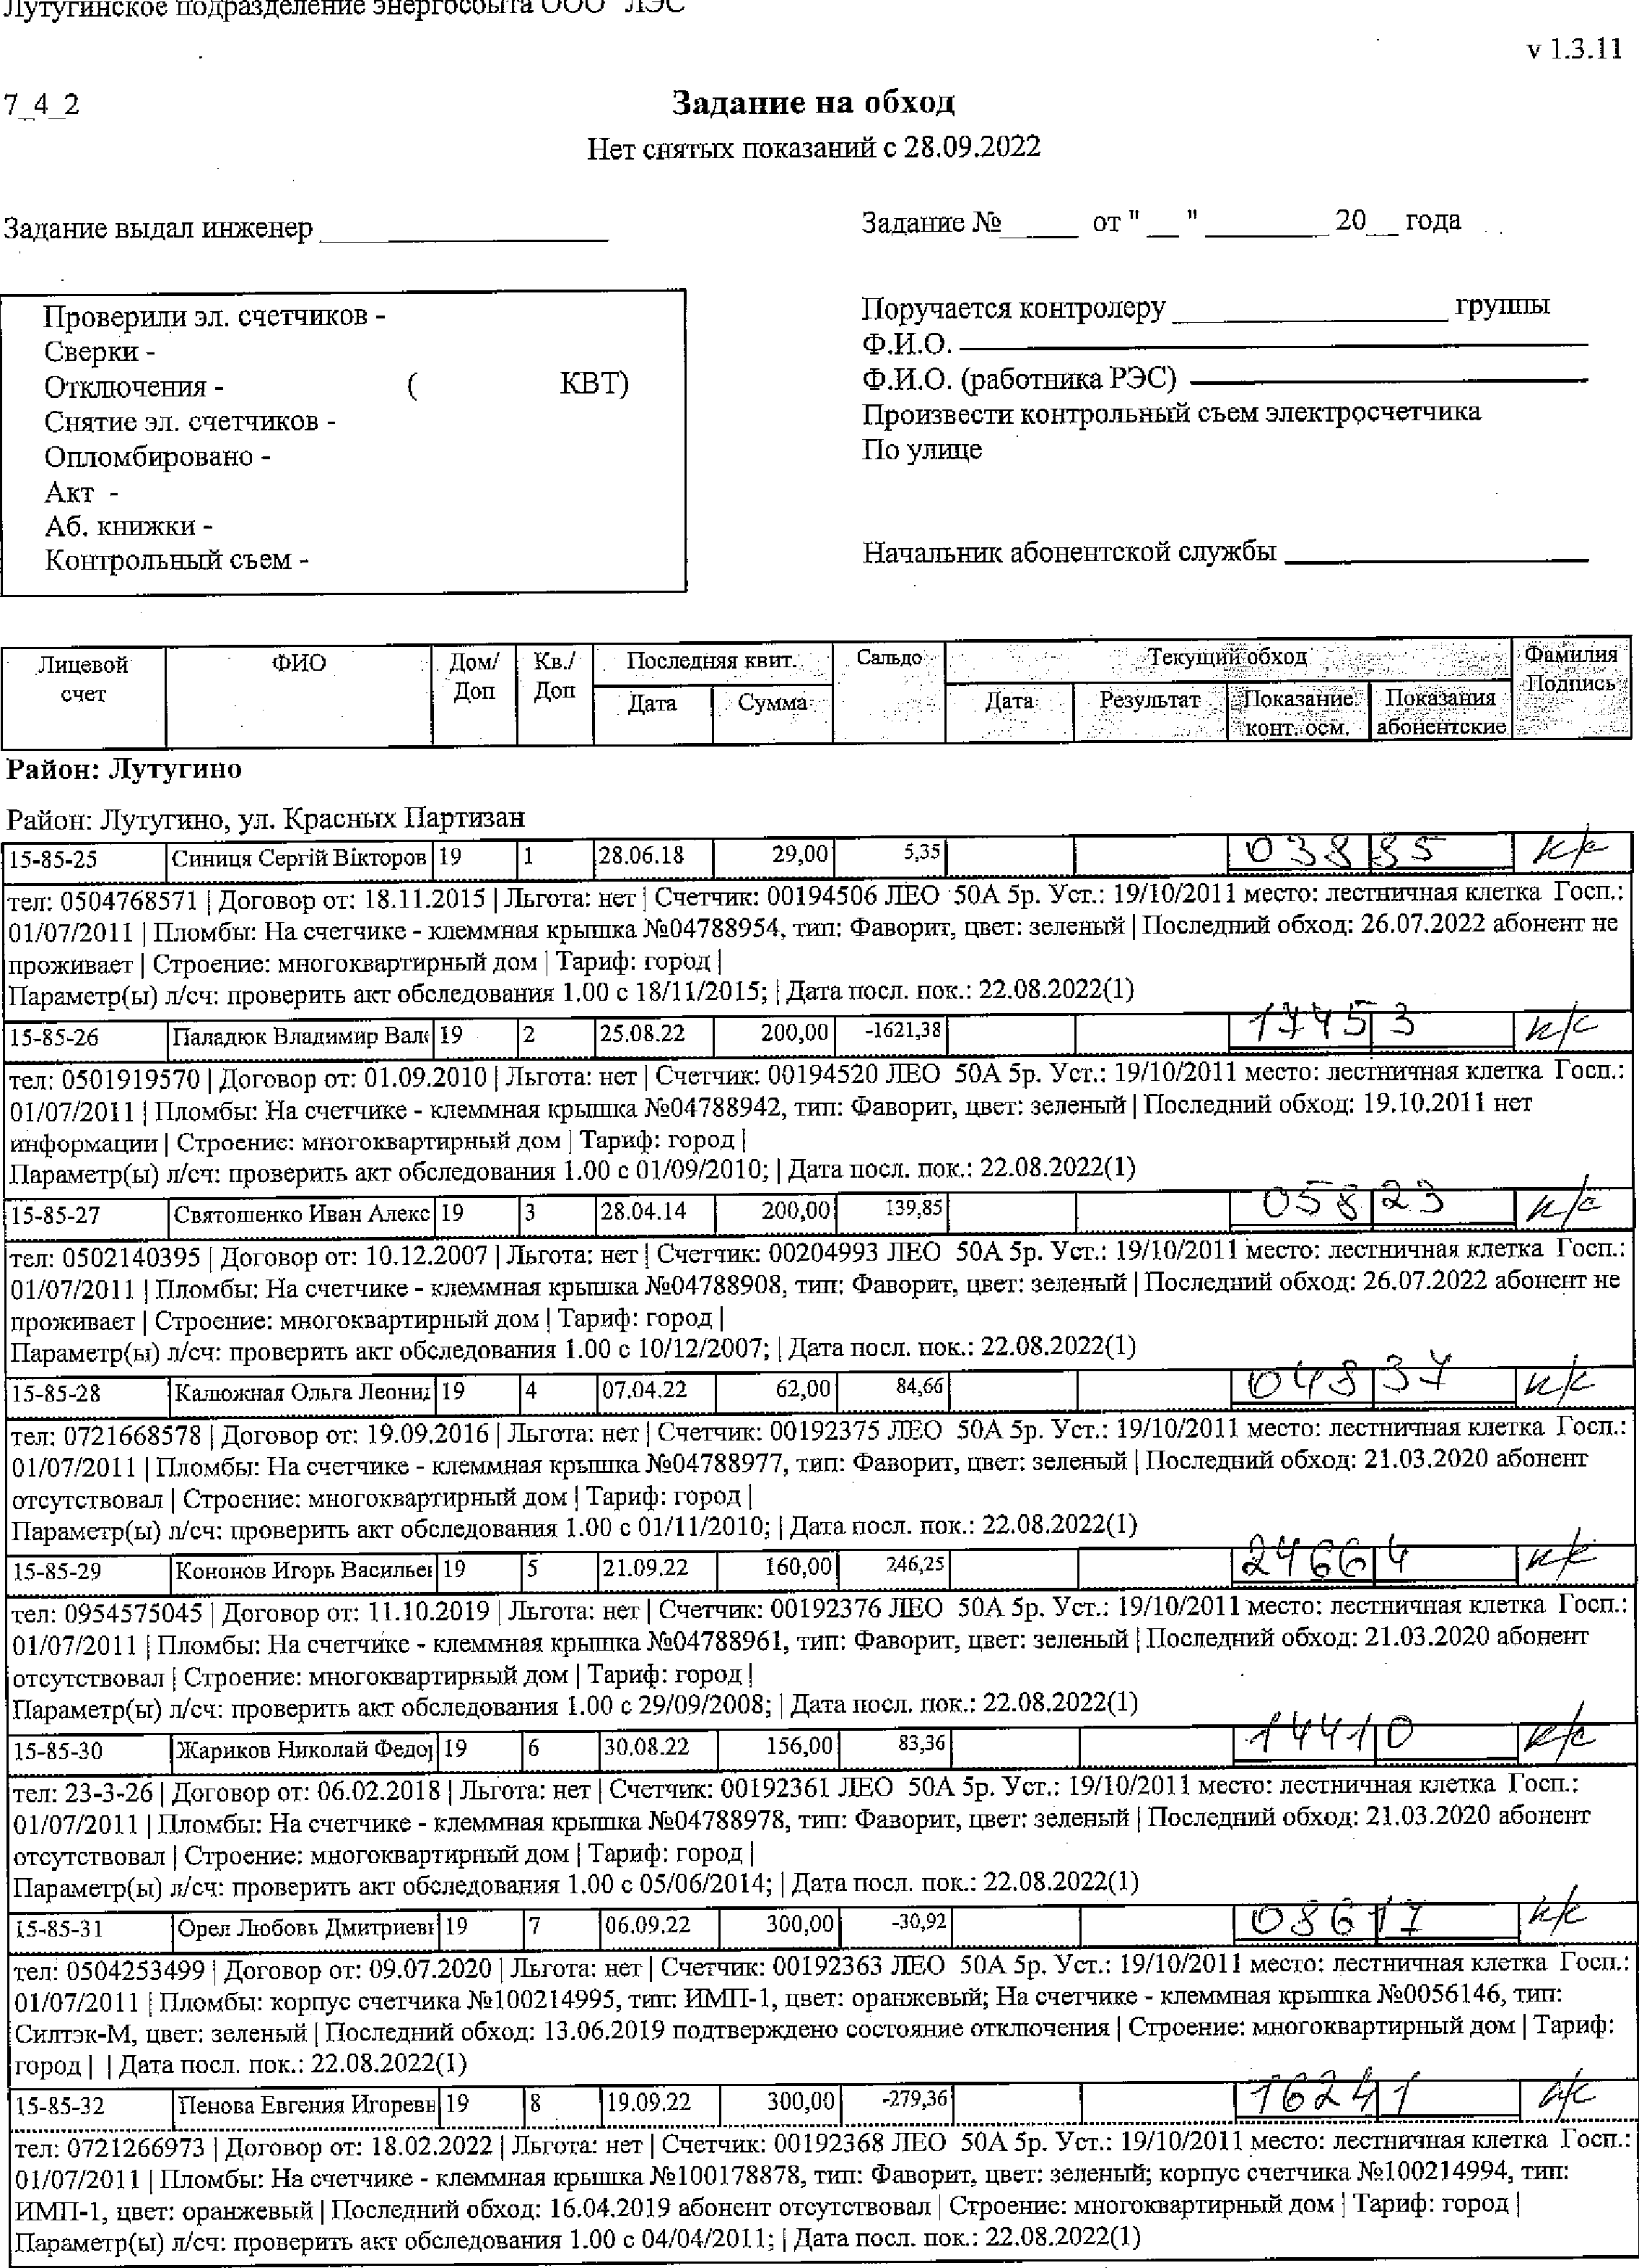 Лутугинское подразделение энергосбыта ООО "ЛЭС"
v 1.3.11
7_4_2
Задание на обход
Нет снятых показаний с 28.09.2022
Задание выдал инженер ____________ Задание №_____ от "__" ________ 20__ года
Проверили эл. счетчиков -
Сверки -
Отключения - ( КВТ)
Снятие эл. счетчиков -
Опломбировано -
Акт -
Аб. книжки -
Контрольный съем -
Поручается контролеру ____________ группы
Ф.И.О.
Ф.И.О. (работника РЭС)
Произвести контрольный съем электросчетчика
По улице
Начальник абонентской службы
Лицевой счет ФИО Дом/ Доп Кв./ Доп Последняя квит. Дата Сумма Сальдо Текущий обход Дата Результат Показание конт. осм. Показания абонентские Фамилия Подпись
Район: Лутугино
Район: Лутугино, ул. Красных Партизан
15-85-25 Синиця Сергій Вікторов 19 1 28.06.18 29,00 5,35 03885 к/с
тел: 0504768571 | Договор от: 18.11.2015 | Льгота: нет | Счетчик: 00194506 ЛЕО 50А 5р. Уст.: 19/10/2011 место: лестничная клетка Госп.:
01/07/2011 | Пломбы: На счетчике - клеммная крышка №04788954, тип: Фаворит, цвет: зеленый | Последний обход: 26.07.2022 абонент не
проживает | Строение: многоквартирный дом | Тариф: город |
Параметр(ы) л/сч: проверить акт обследования 1.00 с 18/11/2015; | Дата посл. пок.: 22.08.2022(1)
15-85-26 Паладюк Владимир Вал 19 2 25.08.22 200,00 -1621,38 17453 к/с
тел: 0501919570 | Договор от: 01.09.2010 | Льгота: нет | Счетчик: 00194520 ЛЕО 50А 5р. Уст.: 19/10/2011 место: лестничная клетка Госп.:
01/07/2011 | Пломбы: На счетчике - клеммная крышка №04788942, тип: Фаворит, цвет: зеленый | Последний обход: 19.10.2011 нет
информации | Строение: многоквартирный дом | Тариф: город |
Параметр(ы) л/сч: проверить акт обследования 1.00 с 01/09/2010; | Дата посл. пок.: 22.08.2022(1)
15-85-27 Святошенко Иван Алекс 19 3 28.04.14 200,00 139,85 05823 к/с
тел: 0502140395 | Договор от: 10.12.2007 | Льгота: нет | Счетчик: 00204993 ЛЕО 50А 5р. Уст.: 19/10/2011 место: лестничная клетка Госп.:
01/07/2011 | Пломбы: На счетчике - клеммная крышка №04788908, тип: Фаворит, цвет: зеленый | Последний обход: 26.07.2022 абонент не
проживает | Строение: многоквартирный дом | Тариф: город |
Параметр(ы) л/сч: проверить акт обследования 1.00 с 10/12/2007; | Дата посл. пок.: 22.08.2022(1)
15-85-28 Калюжная Ольга Леонид 19 4 07.04.22 62,00 84,66 04837 к/с
тел: 0721668578 | Договор от: 19.09.2016 | Льгота: нет | Счетчик: 00192375 ЛЕО 50А 5р. Уст.: 19/10/2011 место: лестничная клетка Госп.:
01/07/2011 | Пломбы: На счетчике - клеммная крышка №04788977, тип: Фаворит, цвет: зеленый | Последний обход: 21.03.2020 абонент
отсутствовал | Строение: многоквартирный дом | Тариф: город |
Параметр(ы) л/сч: проверить акт обследования 1.00 с 01/11/2010; | Дата посл. пок.: 22.08.2022(1)
15-85-29 Кононов Игорь Василье 19 5 21.09.22 160,00 246,25 24664 к/с
тел: 0954575045 | Договор от: 11.10.2019 | Льгота: нет | Счетчик: 00192376 ЛЕО 50А 5р. Уст.: 19/10/2011 место: лестничная клетка Госп.:
01/07/2011 | Пломбы: На счетчике - клеммная крышка №04788961, тип: Фаворит, цвет: зеленый | Последний обход: 21.03.2020 абонент
отсутствовал | Строение: многоквартирный дом | Тариф: город |
Параметр(ы) л/сч: проверить акт обследования 1.00 с 29/09/2008; | Дата посл. пок.: 22.08.2022(1)
15-85-30 Жариков Николай Федо 19 6 30.08.22 156,00 83,36 14410 к/с
тел: 23-3-26 | Договор от: 06.02.2018 | Льгота: нет | Счетчик: 00192361 ЛЕО 50А 5р. Уст.: 19/10/2011 место: лестничная клетка Госп.:
01/07/2011 | Пломбы: На счетчике - клеммная крышка №04788978, тип: Фаворит, цвет: зеленый | Последний обход: 21.03.2020 абонент
отсутствовал | Строение: многоквартирный дом | Тариф: город |
Параметр(ы) л/сч: проверить акт обследования 1.00 с 05/06/2014; | Дата посл. пок.: 22.08.2022(1)
15-85-31 Орел Любовь Дмитриевн 19 7 06.09.22 300,00 -30,92 08617 к/с
тел: 0504253499 | Договор от: 09.07.2020 | Льгота: нет | Счетчик: 00192363 ЛЕО 50А 5р. Уст.: 19/10/2011 место: лестничная клетка Госп.:
01/07/2011 | Пломбы: корпус счетчика №100214995, тип: ИМП-1, цвет: оранжевый; На счетчике - клеммная крышка №0056146, тип:
Силтэк-М, цвет: зеленый | Последний обход: 13.06.2019 подтверждено состояние отключения | Строение: многоквартирный дом | Тариф:
город | | Дата посл. пок.: 22.08.2022(1)
15-85-32 Пенова Евгения Игоревн 19 8 19.09.22 300,00 -279,36 16241 к/с
тел: 0721266973 | Договор от: 18.02.2022 | Льгота: нет | Счетчик: 00192368 ЛЕО 50А 5р. Уст.: 19/10/2011 место: лестничная клетка Госп.:
01/07/2011 | Пломбы: На счетчике - клеммная крышка №100178878, тип: Фаворит, цвет: зеленый; корпус счетчика №100214994, тип:
ИМП-1, цвет: оранжевый | Последний обход: 16.04.2019 абонент отсутствовал | Строение: многоквартирный дом | Тариф: город |
Параметр(ы) л/сч: проверить акт обследования 1.00 с 04/04/2011; | Дата посл. пок.: 22.08.2022(1)